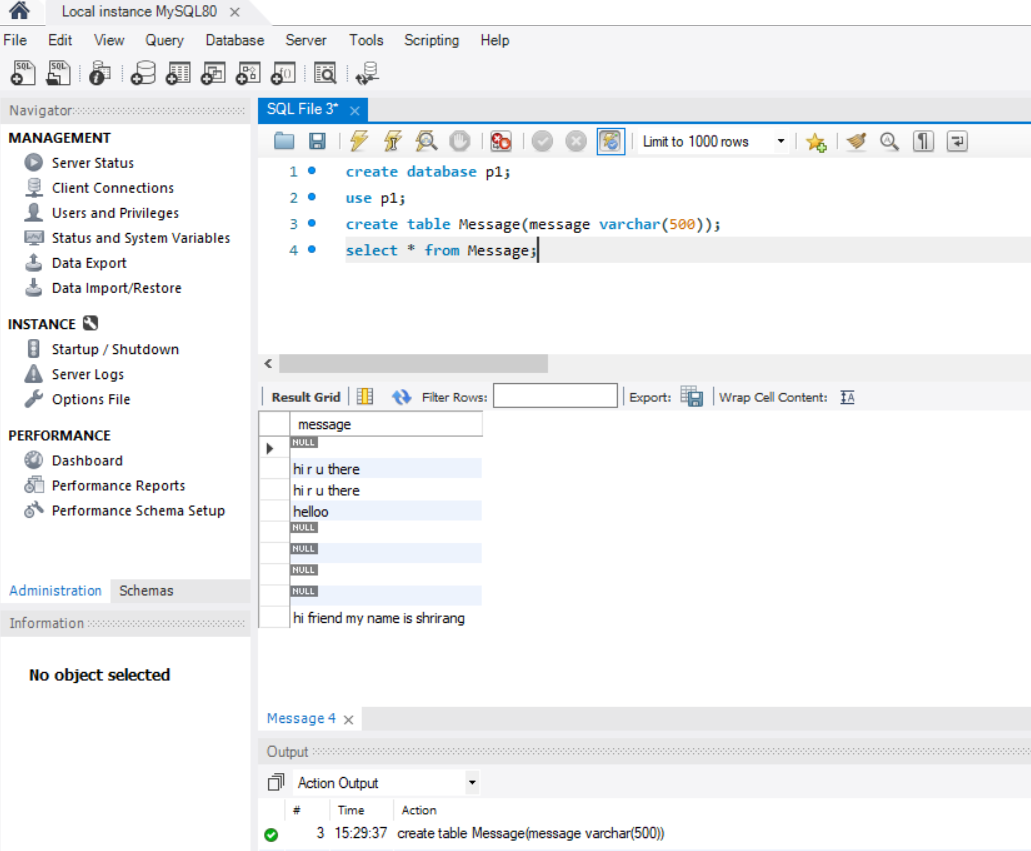 Local instance MySQL80
File Edit View Query Database Server Tools Scripting Help
Navigator
MANAGEMENT
Server Status
Client Connections
Users and Privileges
Status and System Variables
Data Export
Data Import/Restore
INSTANCE
Startup / Shutdown
Server Logs
Options File
PERFORMANCE
Dashboard
Performance Reports
Performance Schema Setup
Administration Schemas
Information
No object selected
SQL File 3*
Limit to 1000 rows
1 create database p1;
2 use p1;
3 create table Message(message varchar(500));
4 select * from Message;
Result Grid Filter Rows: Export: Wrap Cell Content:
message
NULL
hi r u there
hi r u there
helloo
NULL
NULL
NULL
NULL
hi friend my name is shrirang
Message 4
Output
Action Output
# Time Action
3 15:29:37 create table Message(message varchar(500))